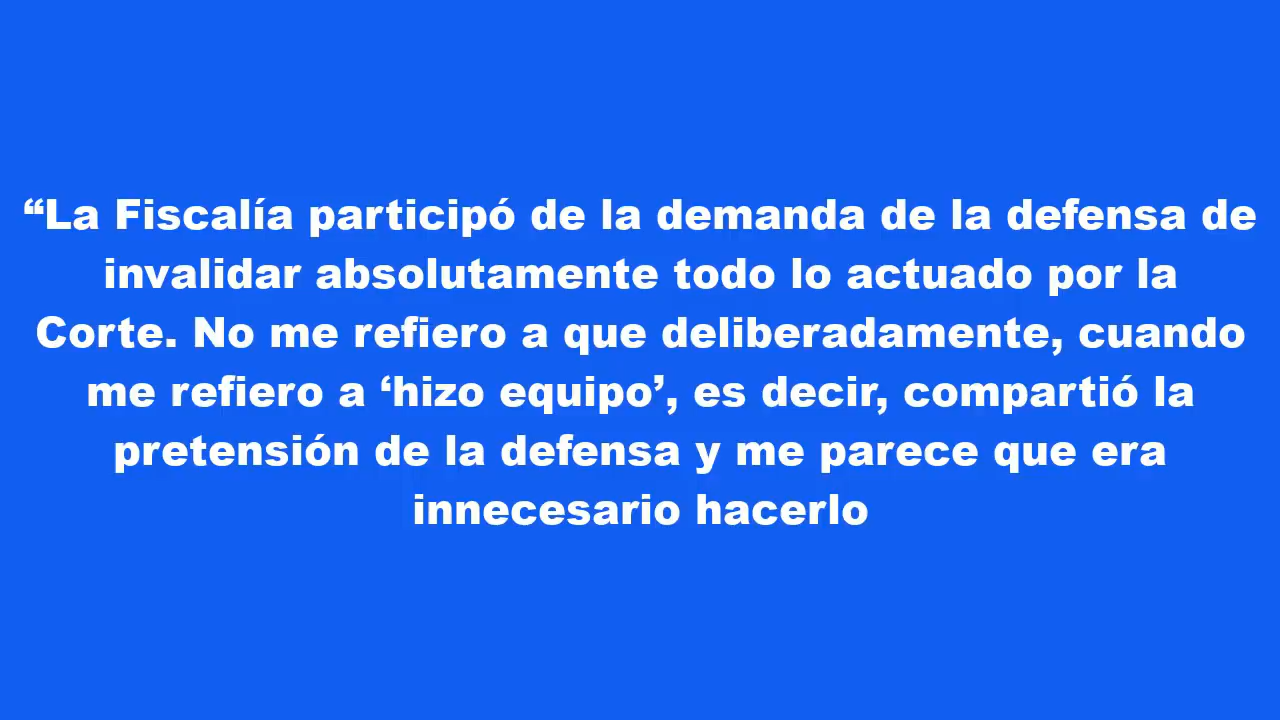 “La Fiscalía participó de la demanda de la defensa de
invalidar absolutamente todo lo actuado por la
Corte. No me refiero a que deliberadamente, cuando
me refiero a ‘hizo equipo’, es decir, compartió la
pretensión de la defensa y me parece que era
innecesario hacerlo